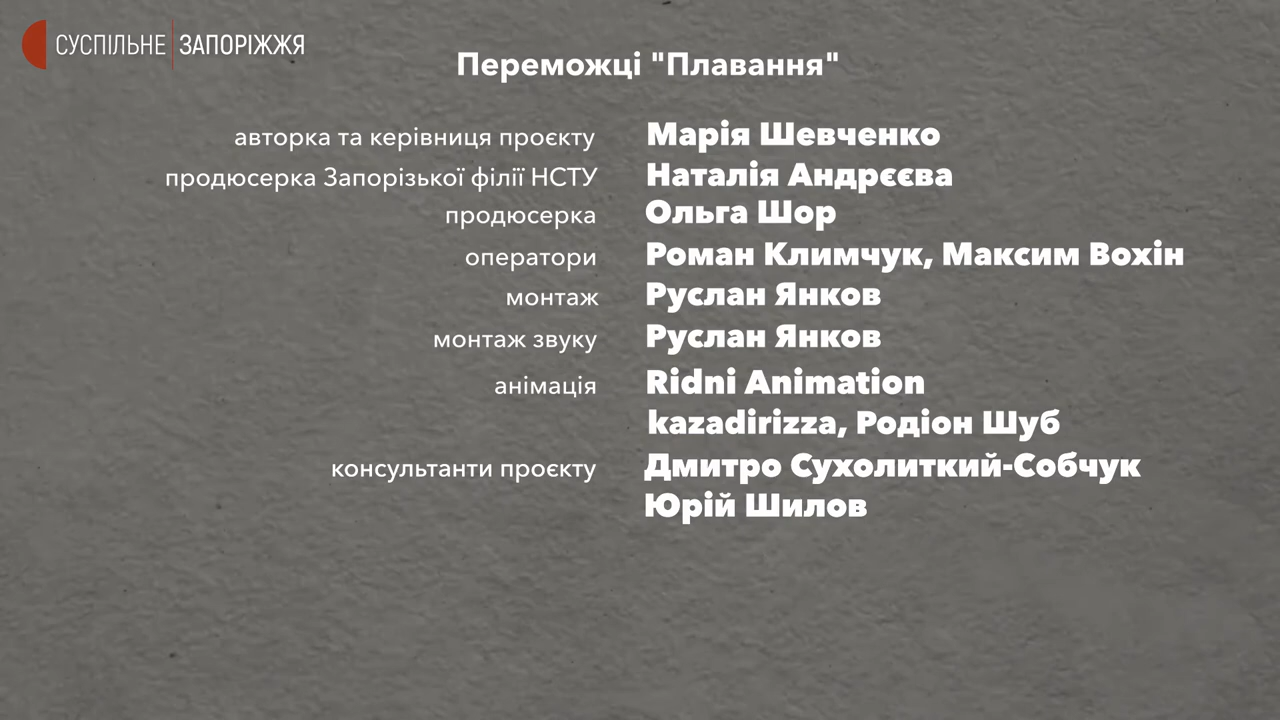 СУСПІЛЬНЕ ЗАПОРІЖЖЯ
Переможці "Плавання"
авторка та керівниця проєкту Марія Шевченко
продюсерка Запорізької філії НСТУ Наталія Андрєєва
продюсерка Ольга Шор
оператори Роман Климчук, Максим Вохін
монтаж Руслан Янков
монтаж звуку Руслан Янков
анімація Ridni Animation
kazadirizza, Родіон Шуб
консультанти проєкту Дмитро Сухолиткий-Собчук
Юрій Шилов